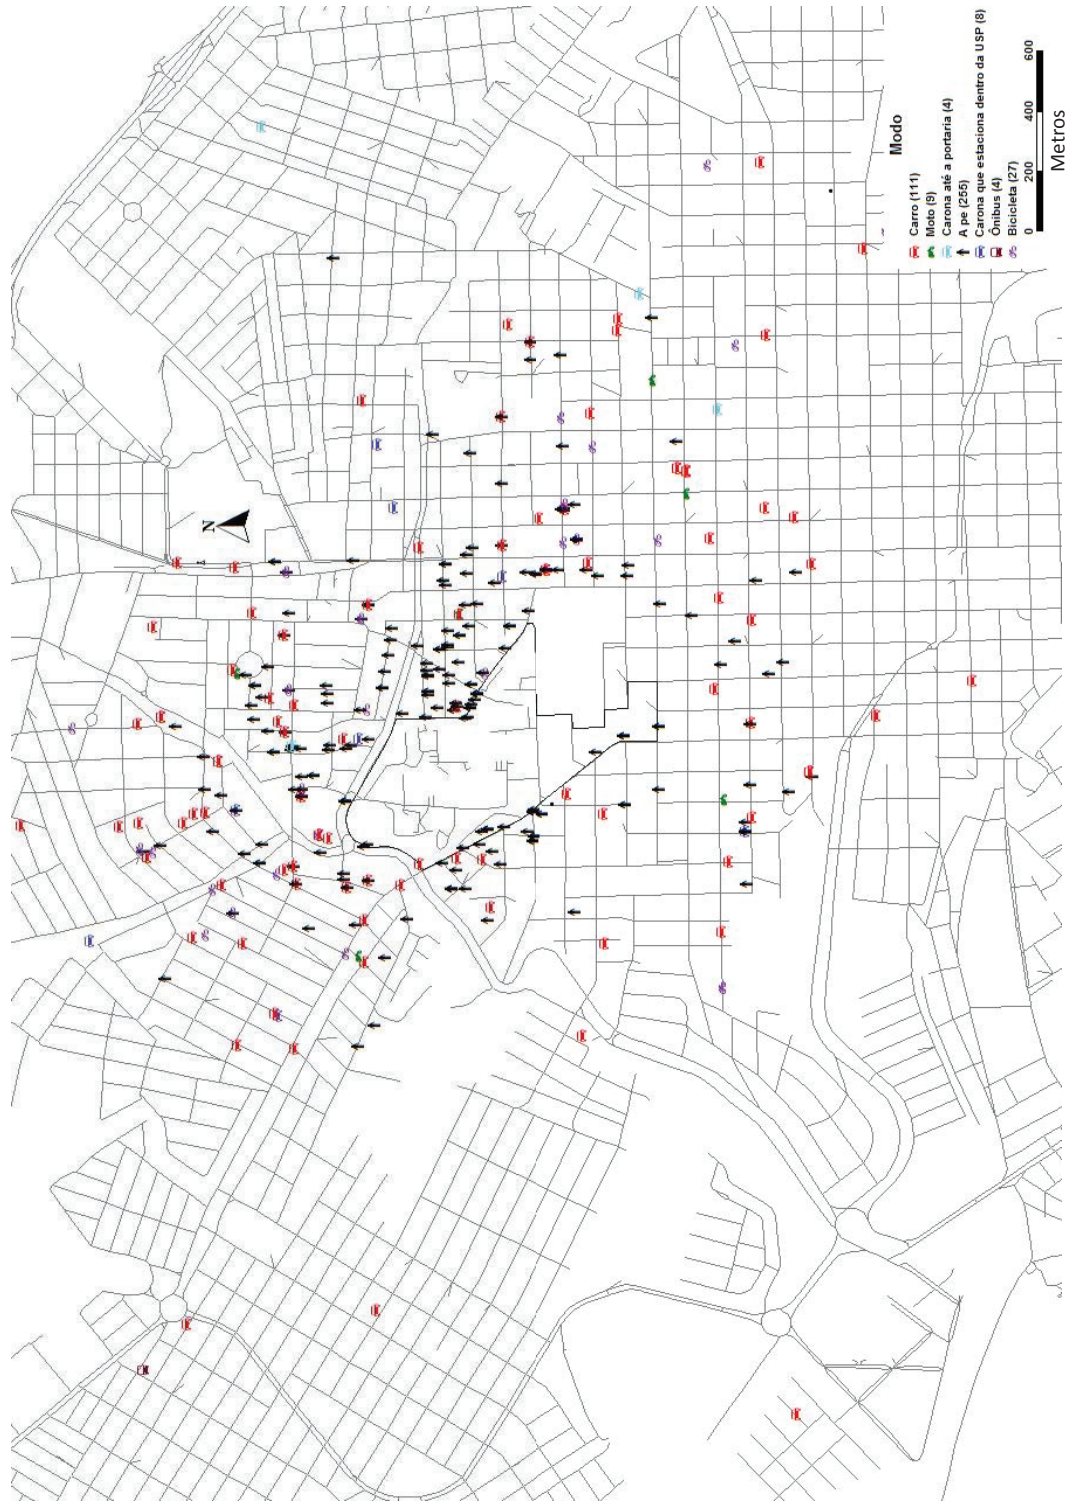 N
Modo
Carro (111)
Moto (9)
Carona até a portaria (4)
A pe (255)
Carona que estaciona dentro da USP (8)
Ônibus (4)
Bicicleta (27)
0 200 400 600
Metros